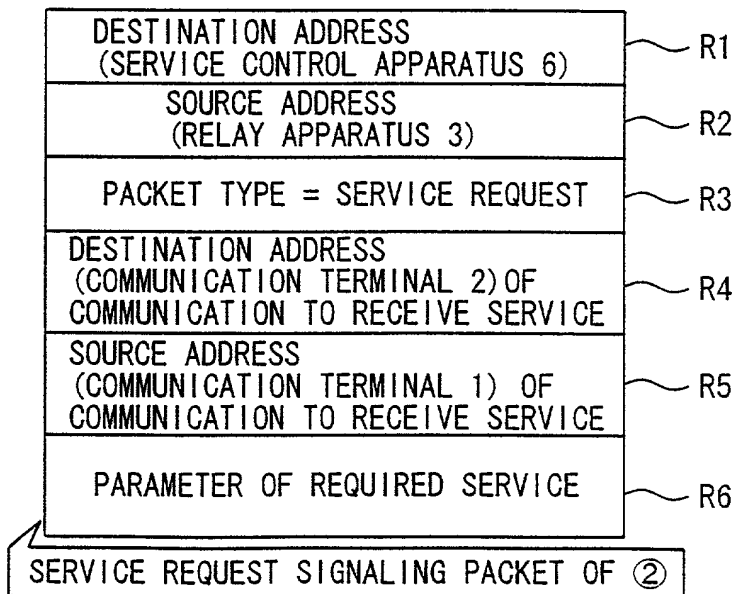 DESTINATION ADDRESS
(SERVICE CONTROL APPARATUS 6)
R1
SOURCE ADDRESS
(RELAY APPARATUS 3)
R2
PACKET TYPE = SERVICE REQUEST
R3
DESTINATION ADDRESS
(COMMUNICATION TERMINAL 2) OF
COMMUNICATION TO RECEIVE SERVICE
R4
SOURCE ADDRESS
(COMMUNICATION TERMINAL 1) OF
COMMUNICATION TO RECEIVE SERVICE
R5
PARAMETER OF REQUIRED SERVICE
R6
SERVICE REQUEST SIGNALING PACKET OF ②